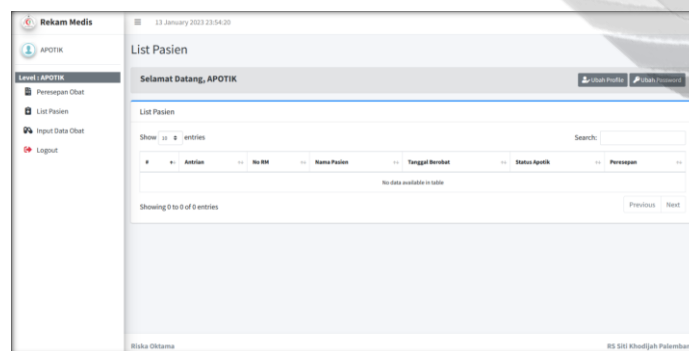 Rekam Medis
13 January 2023 23:54:20
APOTIK
List Pasien
Level : APOTIK
Selamat Datang, APOTIK
Ubah Profile
Ubah Password
Peresepan Obat
List Pasien
Input Data Obat
Logout
List Pasien
Show 10 entries
Search:
# Antrian No RM Nama Pasien Tanggal Berobat Status Apotik Peresepan
No data available in table
Showing 0 to 0 of 0 entries
Previous Next
Riska Oktama
RS Siti Khodijah Palemban